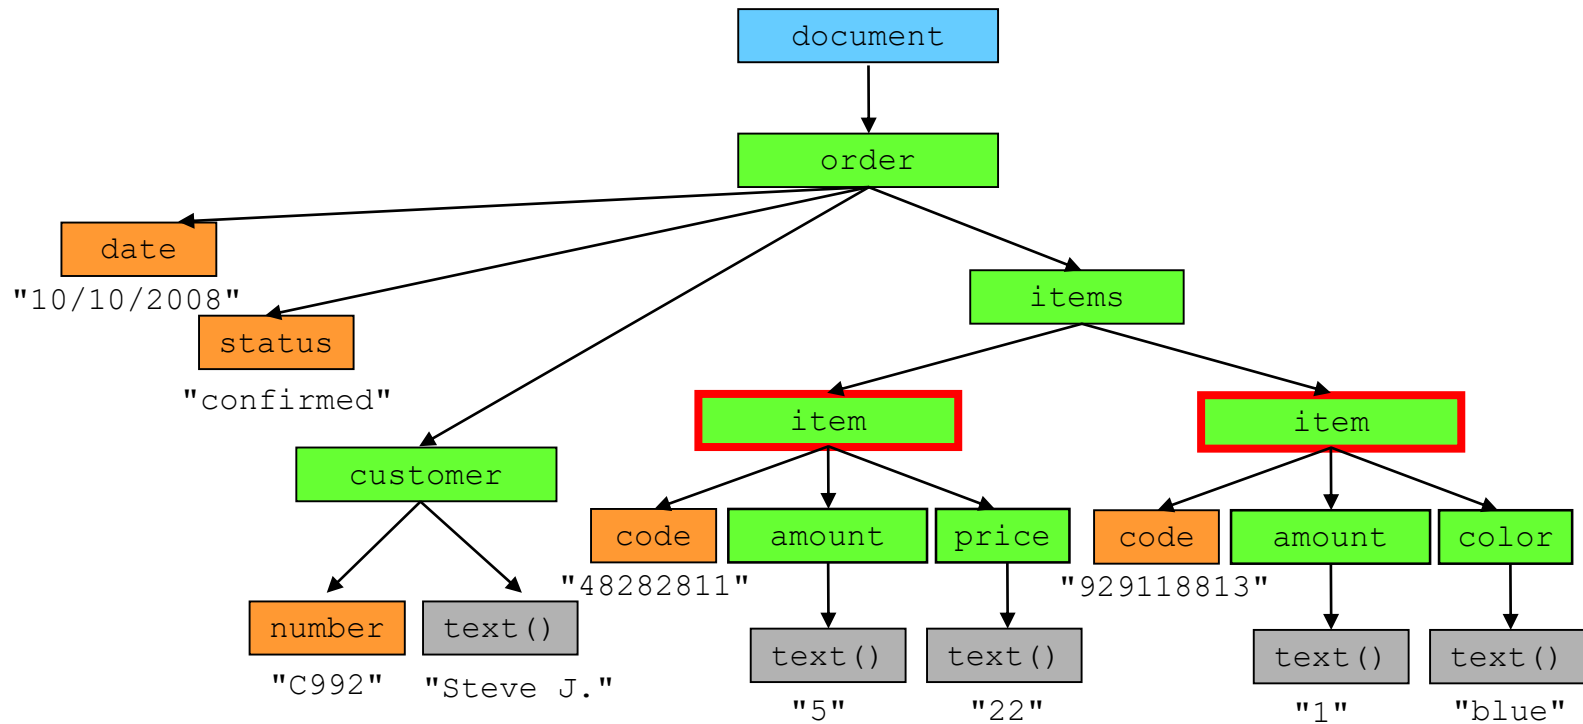 document
order
date
"10/10/2008"
items
status
"confirmed"
item
item
customer
code
amount
price
code
amount
color
"48282811"
"929118813"
number
text()
text()
text()
text()
text()
"C992"
"Steve J."
"5"
"22"
"1"
"blue"